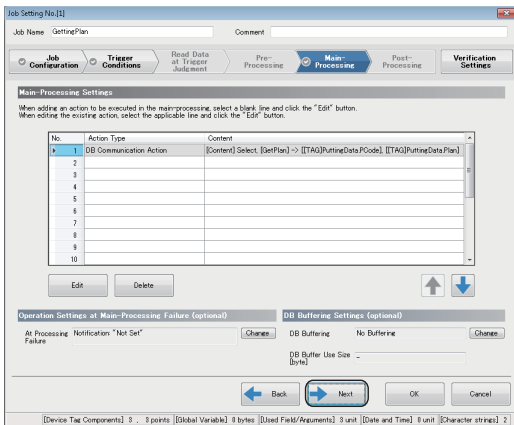 Job Setting No.[1]
Job Name GettingPlan Comment
Job Configuration
Trigger Conditions
Read Data at Trigger Judgment
Pre-Processing
Main-Processing
Post-Processing
Verification Settings
Main-Processing Settings
When adding an action to be executed in the main-processing, select a blank line and click the "Edit" button.
When editing the existing action, select the applicable line and click the "Edit" button.
No. Action Type Content
1 DB Communication Action [Content] Select, [GetPlan] -> [[TAG]PuttingData.PCode], [[TAG]PuttingData.Plan]
2
3
4
5
6
7
8
9
10
Edit Delete
Operation Settings at Main-Processing Failure (optional) DB Buffering Settings (optional)
At Processing Failure Notification: "Not Set" Change DB Buffering No Buffering Change
DB Buffer Use Size [byte] _
Back Next OK Cancel
[Device Tag Components] 3 , 3 points [Global Variable] 0 bytes [Used Field/Arguments] 3 unit [Date and Time] 0 unit [Character strings] 2